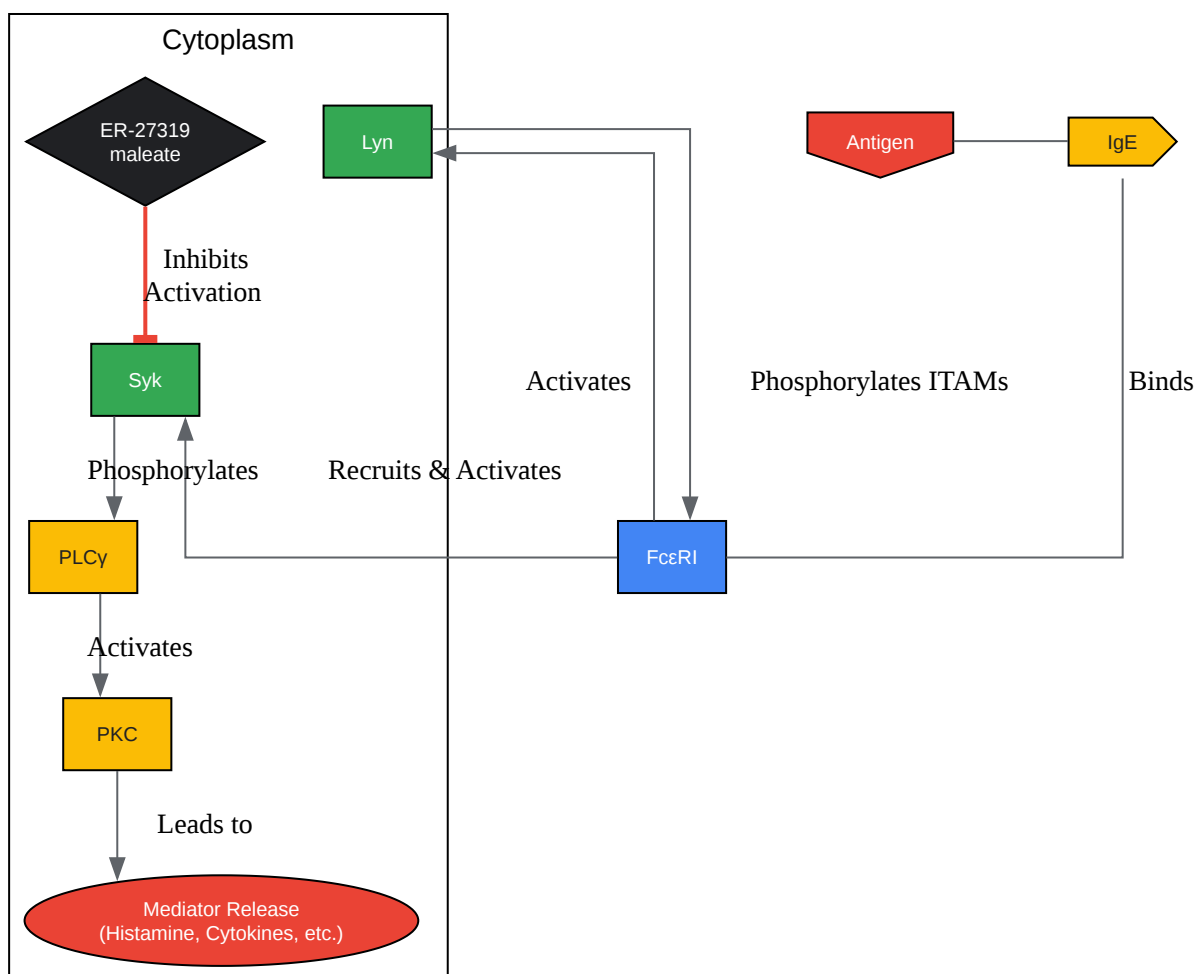 Cytoplasm
ER-27319
maleate
Lyn
Antigen
IgE
Inhibits
Activation
Syk
Activates
Phosphorylates ITAMs
Binds
Phosphorylates
Recruits & Activates
PLCγ
FcεRI
Activates
PKC
Leads to
Mediator Release
(Histamine, Cytokines, etc.)